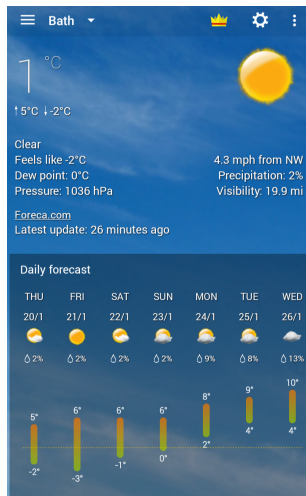 Bath
1 °C
↑5°C ↓-2°C
Clear
Feels like -2°C 4.3 mph from NW
Dew point: 0°C Precipitation: 2%
Pressure: 1036 hPa Visibility: 19.9 mi
Foreca.com
Latest update: 26 minutes ago
Daily forecast
THU FRI SAT SUN MON TUE WED
20/1 21/1 22/1 23/1 24/1 25/1 26/1
2% 2% 2% 2% 9% 8% 13%
10°
9°
8°
5° 6° 6° 6°
2° 4° 4°
-2° -3° -1° 0°